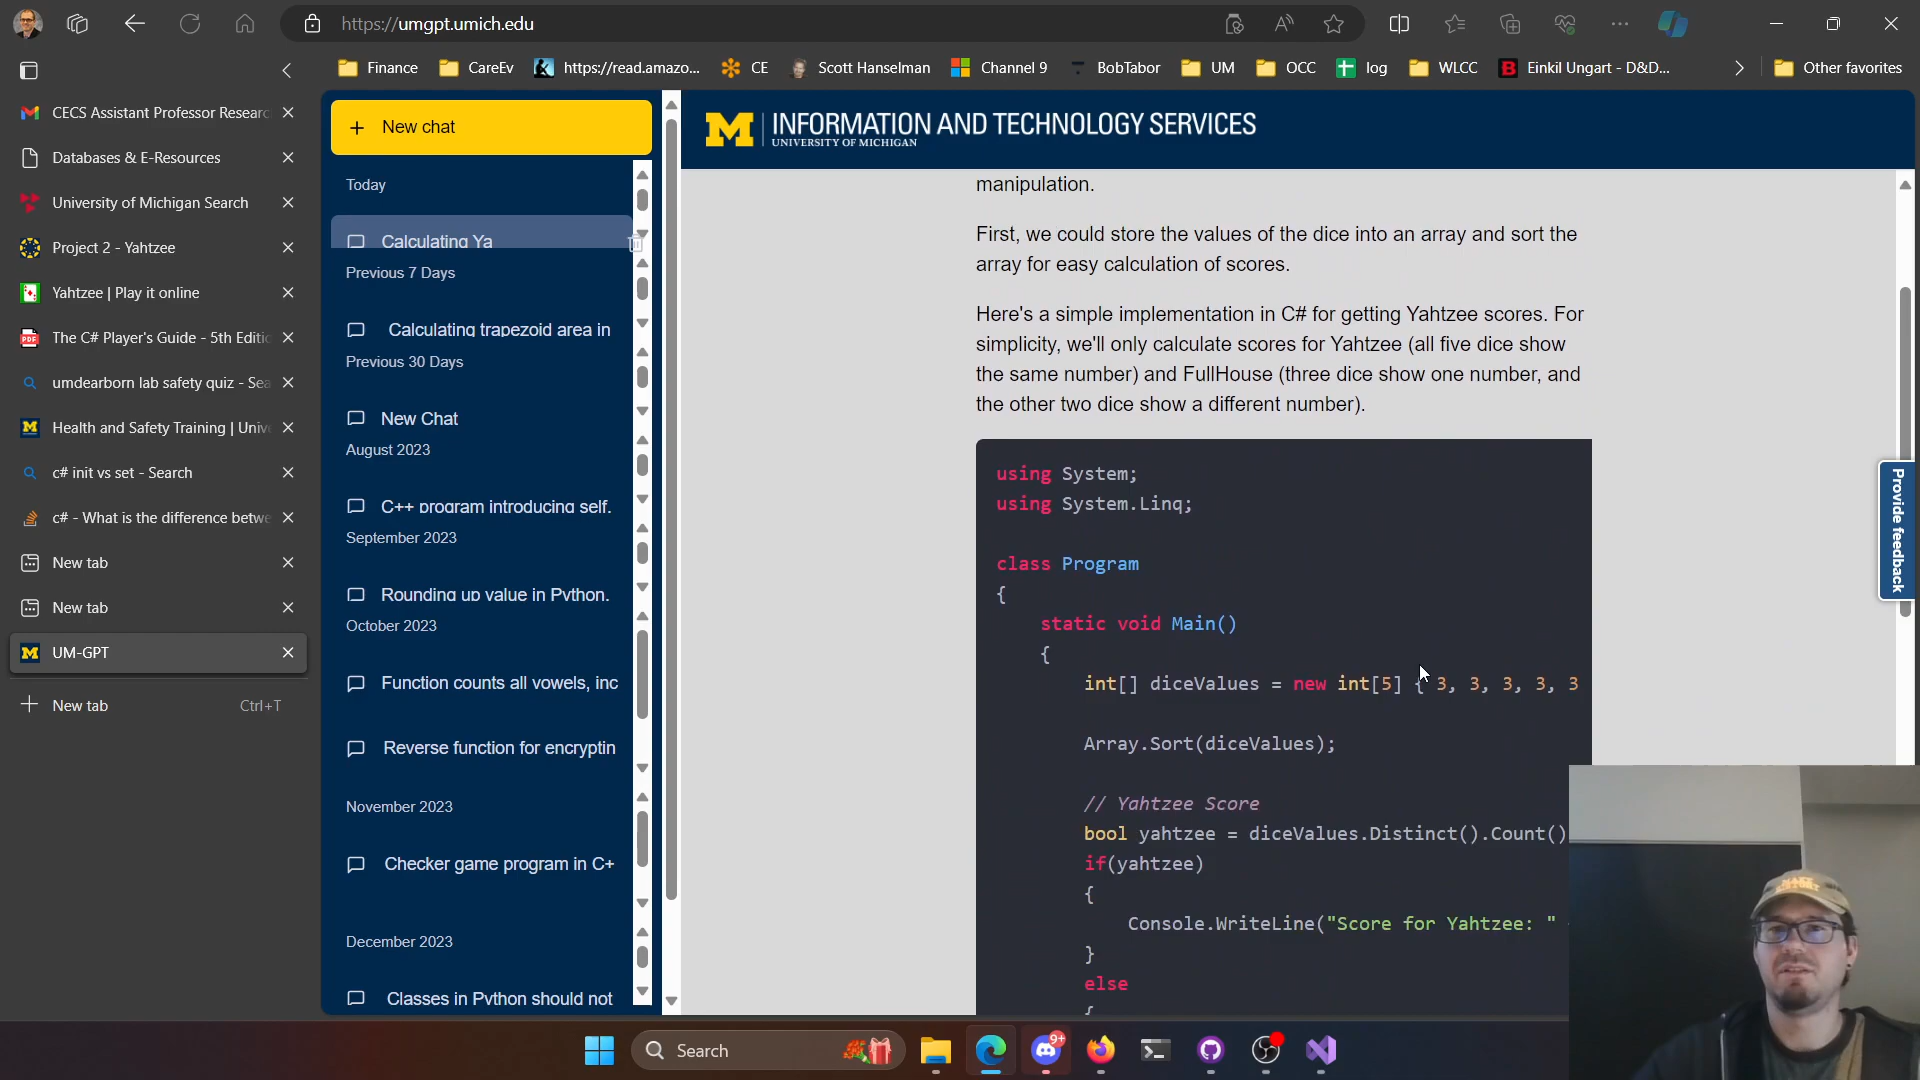 https://umgpt.umich.edu
Finance
CareEv
https://read.amazo...
CE
Scott Hanselman
Channel 9
BobTabor
UM
OCC
log
WLCC
Einkil Ungart - D&D...
Other favorites
CECS Assistant Professor Researc
Databases & E-Resources
University of Michigan Search
Project 2 - Yahtzee
Yahtzee | Play it online
The C# Player's Guide - 5th Editio
umdearborn lab safety quiz - Sea
Health and Safety Training | Unive
c# init vs set - Search
c# - What is the difference betwe
New tab
New tab
UM-GPT
New tab
Ctrl+T
+ New chat
Today
Calculating Ya
Previous 7 Days
Calculating trapezoid area in
Previous 30 Days
New Chat
August 2023
C++ program introducing self.
September 2023
Rounding up value in Python.
October 2023
Function counts all vowels, inc
Reverse function for encryptin
November 2023
Checker game program in C+
December 2023
Classes in Python should not
M INFORMATION AND TECHNOLOGY SERVICES
UNIVERSITY OF MICHIGAN
manipulation.
First, we could store the values of the dice into an array and sort the
array for easy calculation of scores.
Here's a simple implementation in C# for getting Yahtzee scores. For
simplicity, we'll only calculate scores for Yahtzee (all five dice show
the same number) and FullHouse (three dice show one number, and
the other two dice show a different number).
using System;
using System.Linq;
class Program
{
static void Main()
{
int[] diceValues = new int[5] { 3, 3, 3, 3, 3
Array.Sort(diceValues);
// Yahtzee Score
bool yahtzee = diceValues.Distinct().Count()
if(yahtzee)
{
Console.WriteLine("Score for Yahtzee: "
}
else
{
Provide feedback
Search
9+